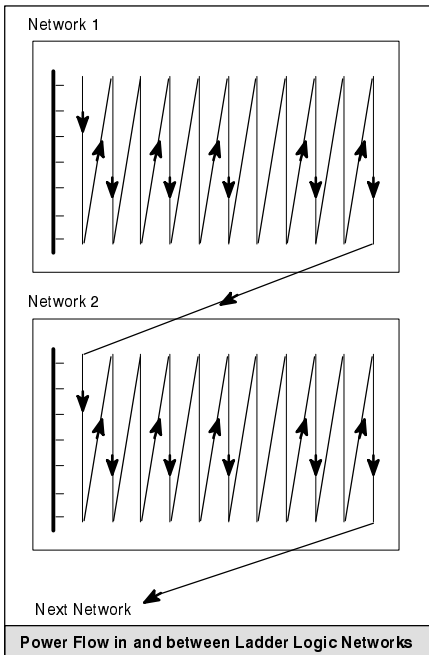 Network 1
Network 2
Next Network
Power Flow in and between Ladder Logic Networks